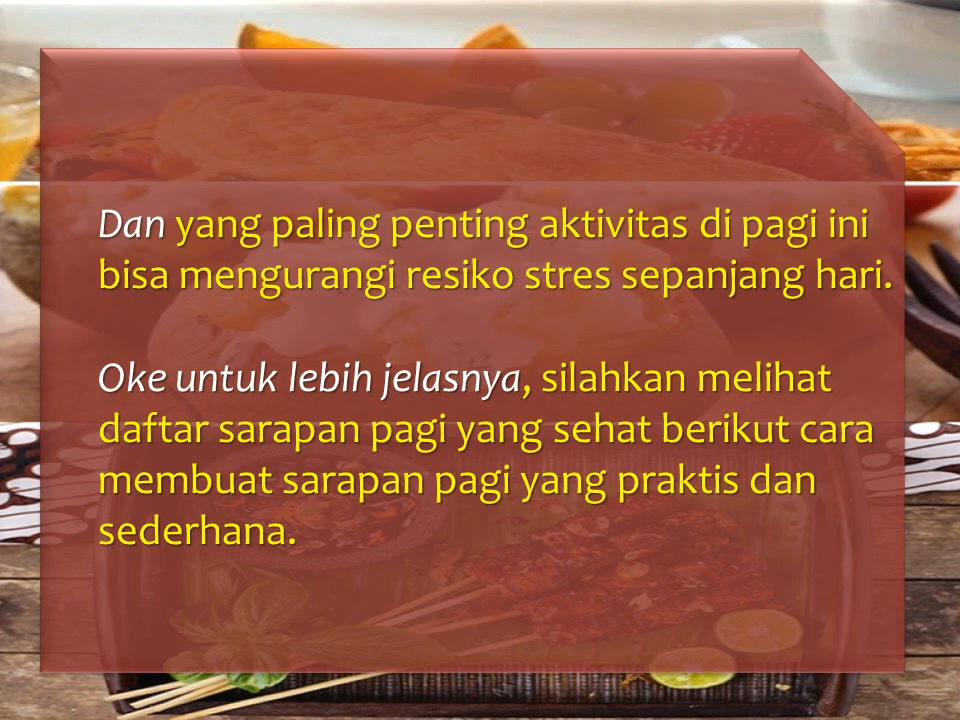 Dan yang paling penting aktivitas di pagi ini
bisa mengurangi resiko stres sepanjang hari.
Oke untuk lebih jelasnya, silahkan melihat
daftar sarapan pagi yang sehat berikut cara
membuat sarapan pagi yang praktis dan
sederhana.